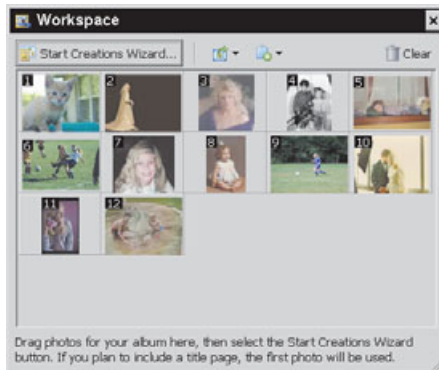 Workspace
Start Creations Wizard...
Clear
1 2 3 4 5
6 7 8 9 10
11 12
Drag photos for your album here, then select the Start Creations Wizard
button. If you plan to include a title page, the first photo will be used.